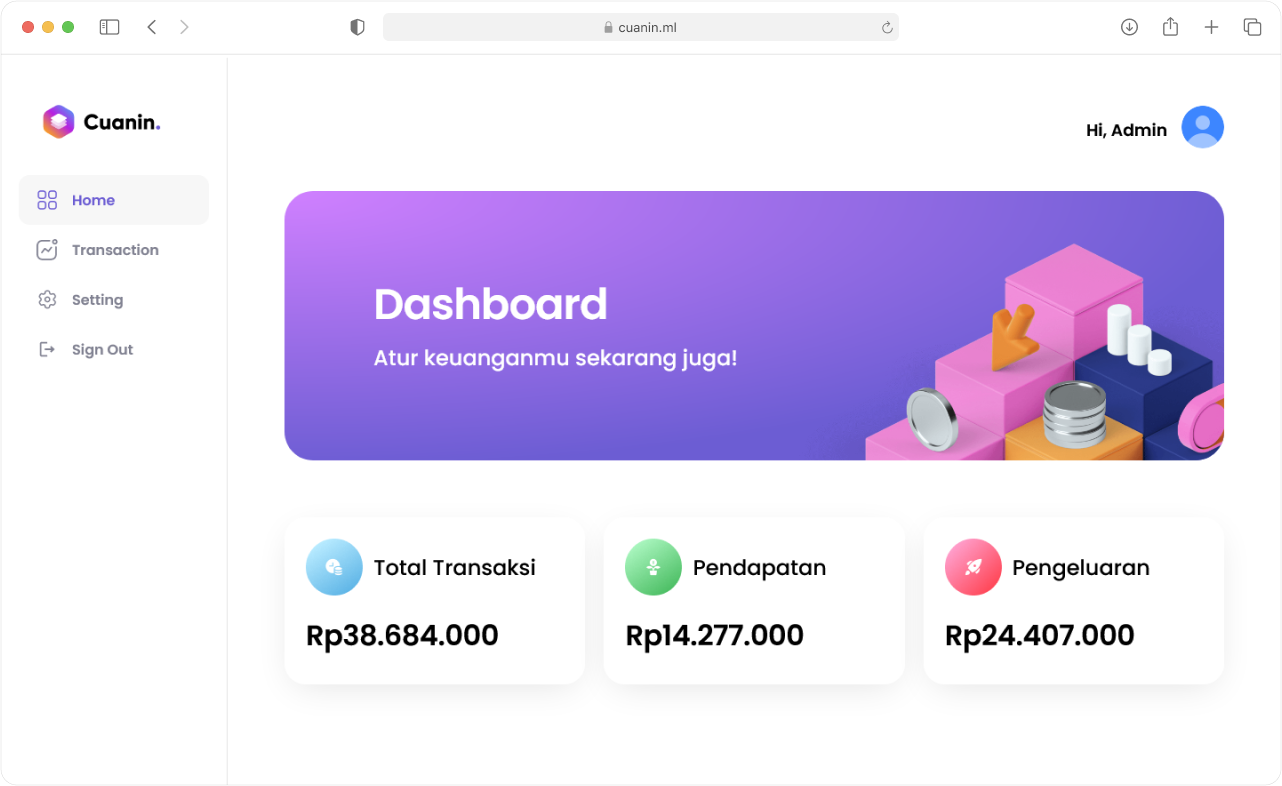 cuanin.ml
Cuanin.
Hi, Admin
Home
Transaction
Setting
Sign Out
Dashboard
Atur keuanganmu sekarang juga!
Total Transaksi
Rp38.684.000
Pendapatan
Rp14.277.000
Pengeluaran
Rp24.407.000